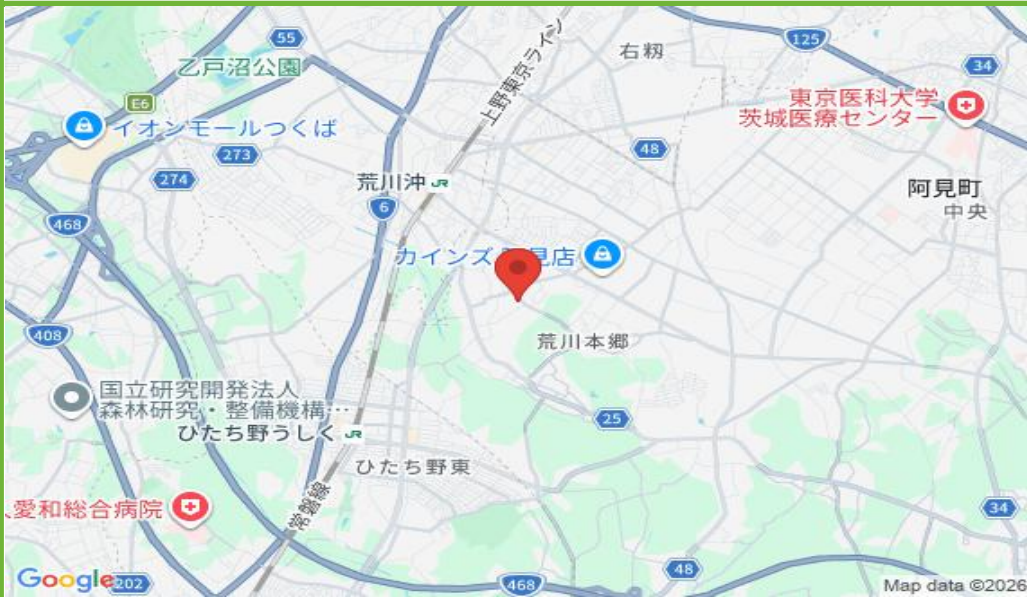 55
上野東京ライン
右籾
125
乙戸沼公園
34
E6
東京医科大学
茨城医療センター
イオンモールつくば
273
48
274
荒川沖 JR
阿見町
中央
6
468
カインズ
見店
408
荒川本郷
国立研究開発法人
森林研究・整備機構…
25
ひたち野うしく JR
ひたち野東
愛和総合病院
常磐線
34
48
Google
202
468
Map data ©2026